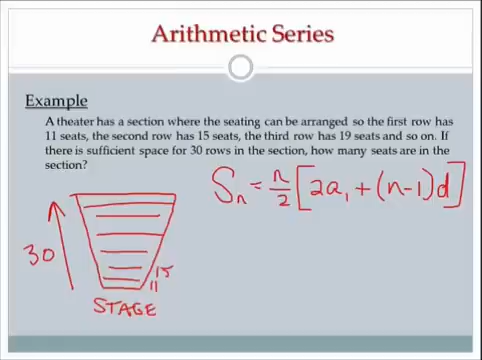 Arithmetic Series
Example
A theater has a section where the seating can be arranged so the first row has
11 seats, the second row has 15 seats, the third row has 19 seats and so on. If
there is sufficient space for 30 rows in the section, how many seats are in the
section?
Sn = n/2 [2a₁ + (n-1)d]
30
15
11
STAGE